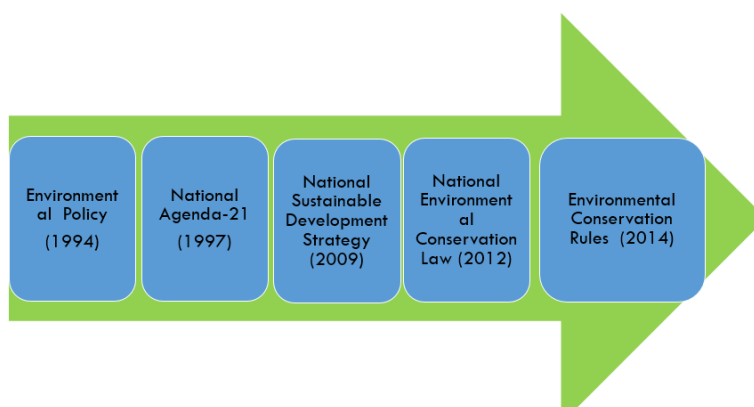 Environment
al Policy
(1994)
National
Agenda-21
(1997)
National
Sustainable
Development
Strategy
(2009)
National
Environment
al
Conservation
Law (2012)
Environmental
Conservation
Rules (2014)